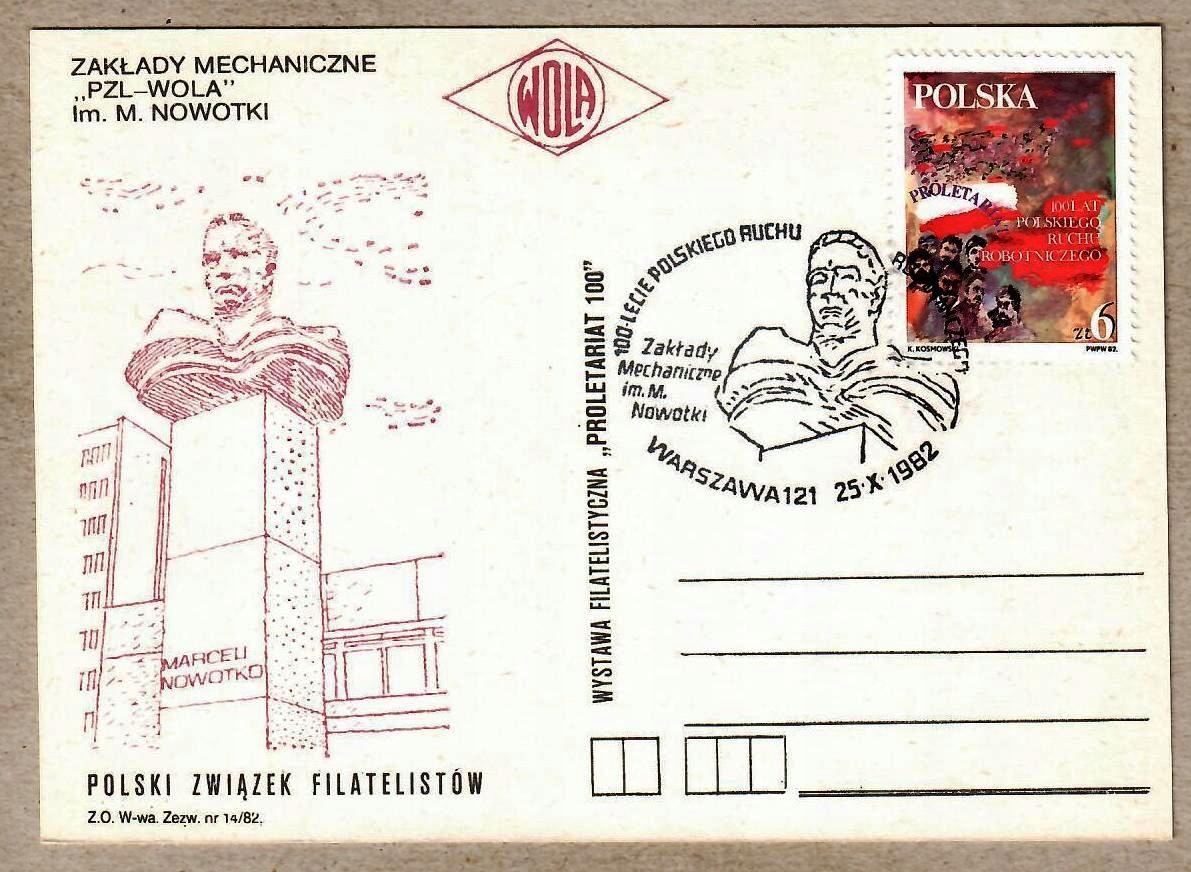 ZAKŁADY MECHANICZNE
„PZL–WOLA”
Im. M. NOWOTKI
WOLA
MARCELI
NOWOTKO
POLSKI ZWIĄZEK FILATELISTÓW
Z.O. W-wa. Zezw. nr 14/82.
WYSTAWA FILATELISTYCZNA „PROLETARIAT 100”
100-LECIE POLSKIEGO RUCHU
Zakłady
Mechaniczne
im. M.
Nowotki
WARSZAWA 121 25·X·1982
POLSKA
PROLETARIAT
100 LAT
POLSKIEGO
RUCHU
ROBOTNICZEGO
zł 6
PWPW 82.